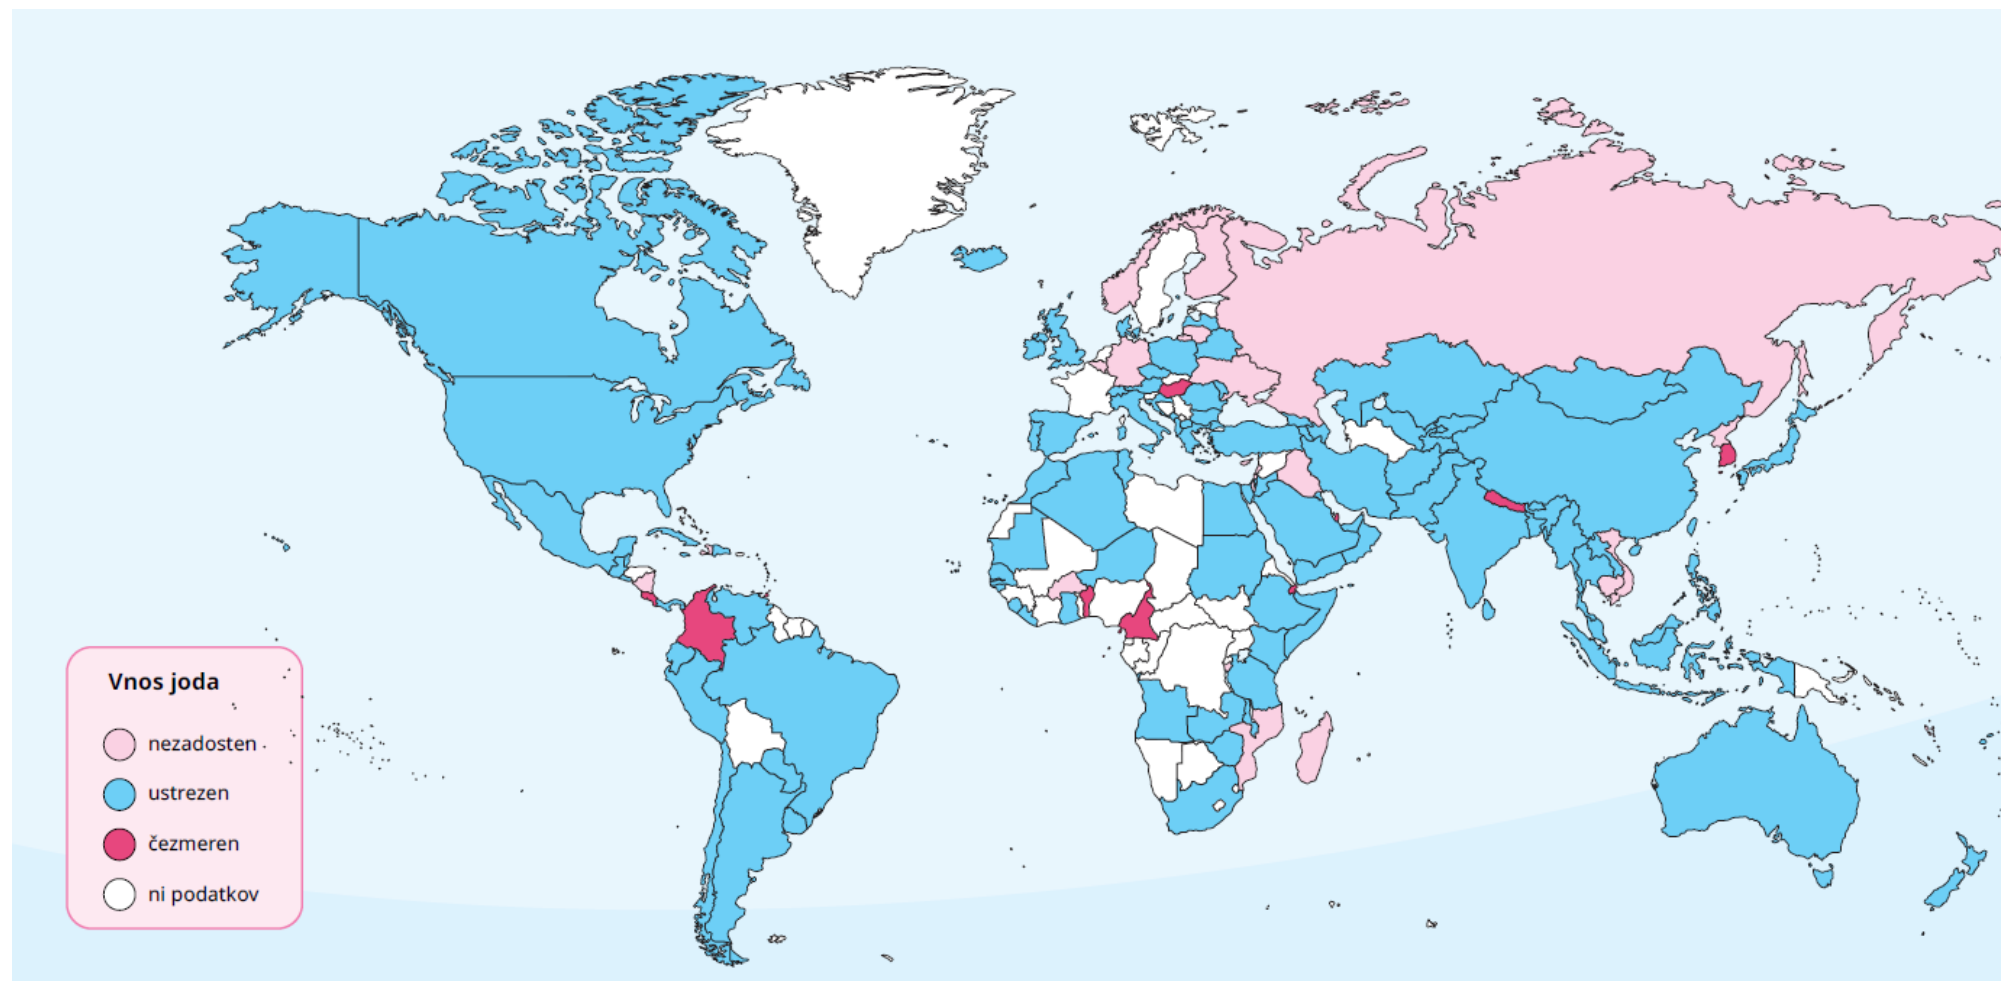 Vnos joda
nezadosten
ustrezen
čezmeren
ni podatkov